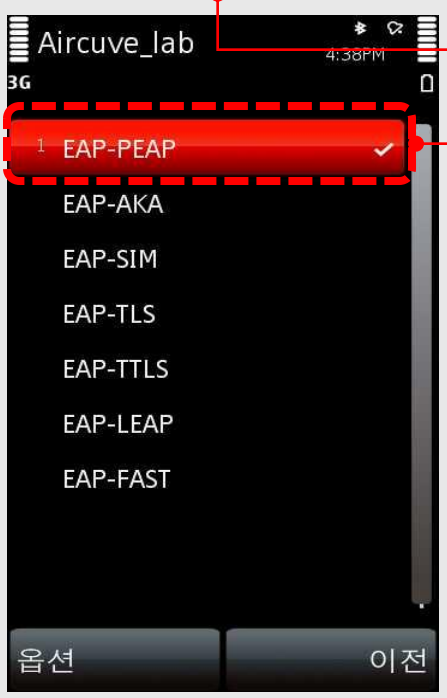 Aircuve_lab
4:38PM
3G
1 EAP-PEAP
EAP-AKA
EAP-SIM
EAP-TLS
EAP-TTLS
EAP-LEAP
EAP-FAST
옵션 이전